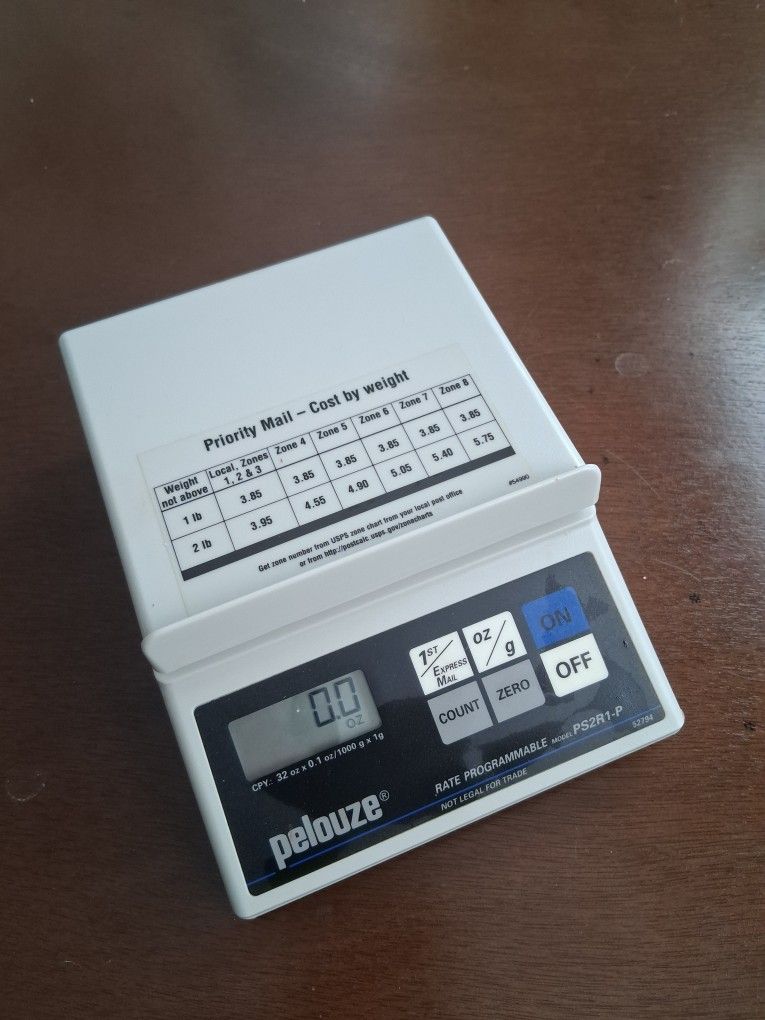 Priority Mail – Cost by weight
Weight not above Local, Zones 1, 2 & 3 Zone 4 Zone 5 Zone 6 Zone 7 Zone 8
1 lb 3.85 3.85 3.85 3.85 3.85 3.85
2 lb 3.95 4.55 4.90 5.05 5.40 5.75
#54990
Get zone number from USPS zone chart from your local post office
or from http://postcalc.usps.gov/zonecharts
0.0
OZ
CPY.: 32 oz x 0.1 oz/1000 g x 1g
1ST/EXPRESS MAIL
oz/g
ON
COUNT
ZERO
OFF
RATE PROGRAMMABLE MODEL PS2R1-P
NOT LEGAL FOR TRADE
52794
pelouze®